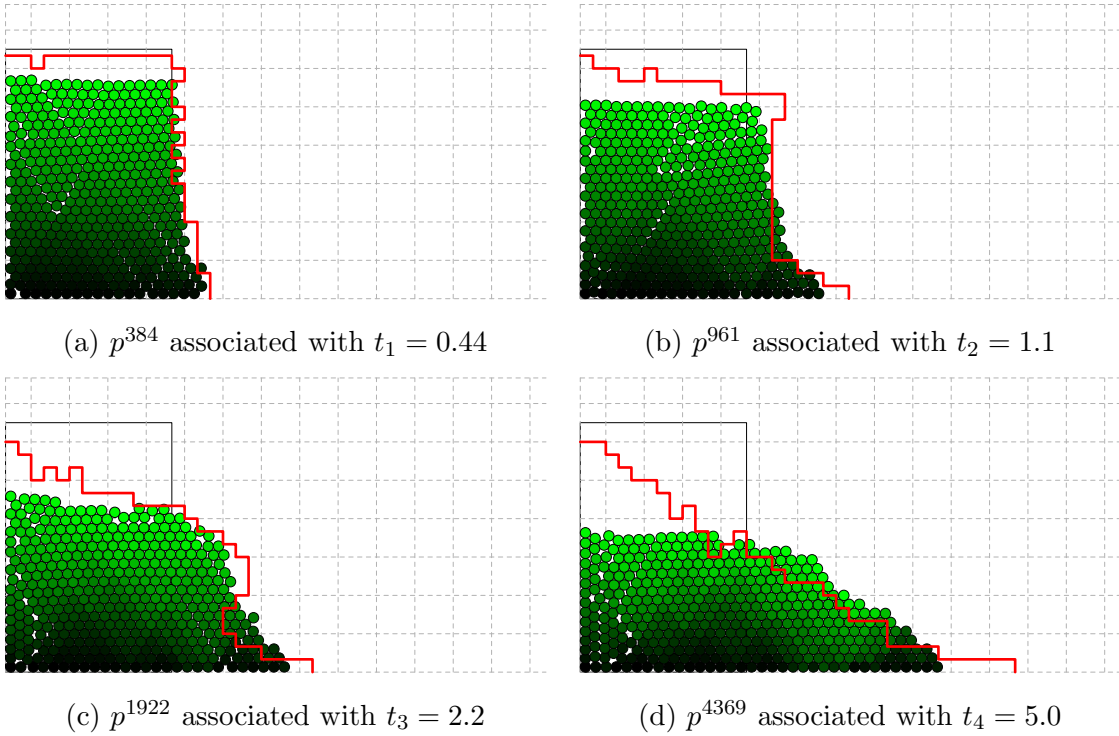 (a) p^384 associated with t_1 = 0.44
(b) p^961 associated with t_2 = 1.1
(c) p^1922 associated with t_3 = 2.2
(d) p^4369 associated with t_4 = 5.0